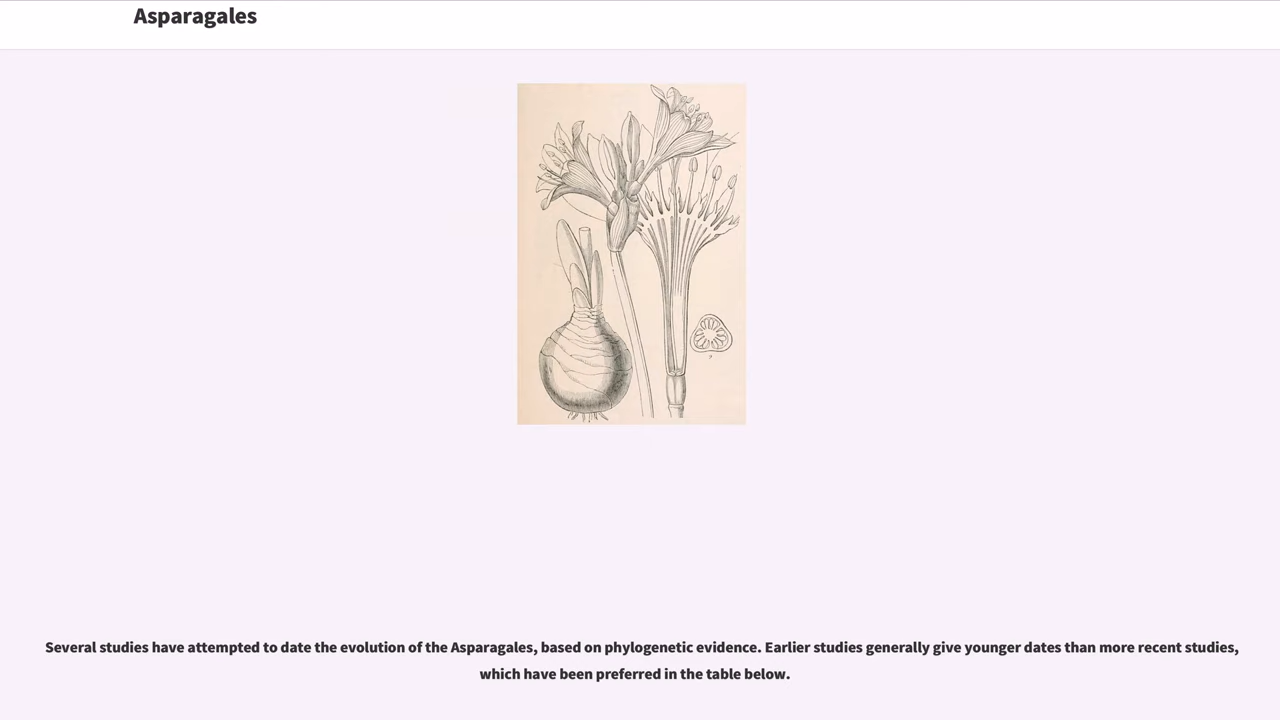 Asparagales
Several studies have attempted to date the evolution of the Asparagales, based on phylogenetic evidence. Earlier studies generally give younger dates than more recent studies,
which have been preferred in the table below.